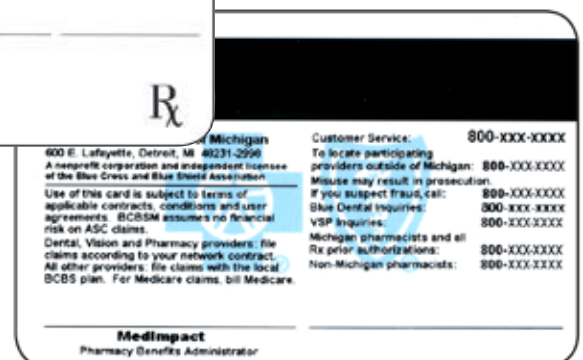 Rx
Michigan
600 E. Lafayette, Detroit, MI 48231-2998
A nonprofit corporation and independent licensee
of the Blue Cross and Blue Shield Association
Use of this card is subject to terms of
applicable contracts, conditions and user
agreements. BCBSM assumes no financial
risk on ASC claims.
Dental, Vision and Pharmacy providers: file
claims according to your network contract.
All other providers: file claims with the local
BCBS plan. For Medicare claims, bill Medicare.
Customer Service: 800-XXX-XXXX
To locate participating
providers outside of Michigan: 800-XXX-XXXX
Misuse may result in prosecution.
If you suspect fraud, call: 800-XXX-XXXX
Blue Dental Inquiries: 800-XXX-XXXX
VSP Inquiries: 800-XXX-XXXX
Michigan pharmacists and all
Rx prior authorizations: 800-XXX-XXXX
Non-Michigan pharmacists: 800-XXX-XXXX
MedImpact
Pharmacy Benefits Administrator